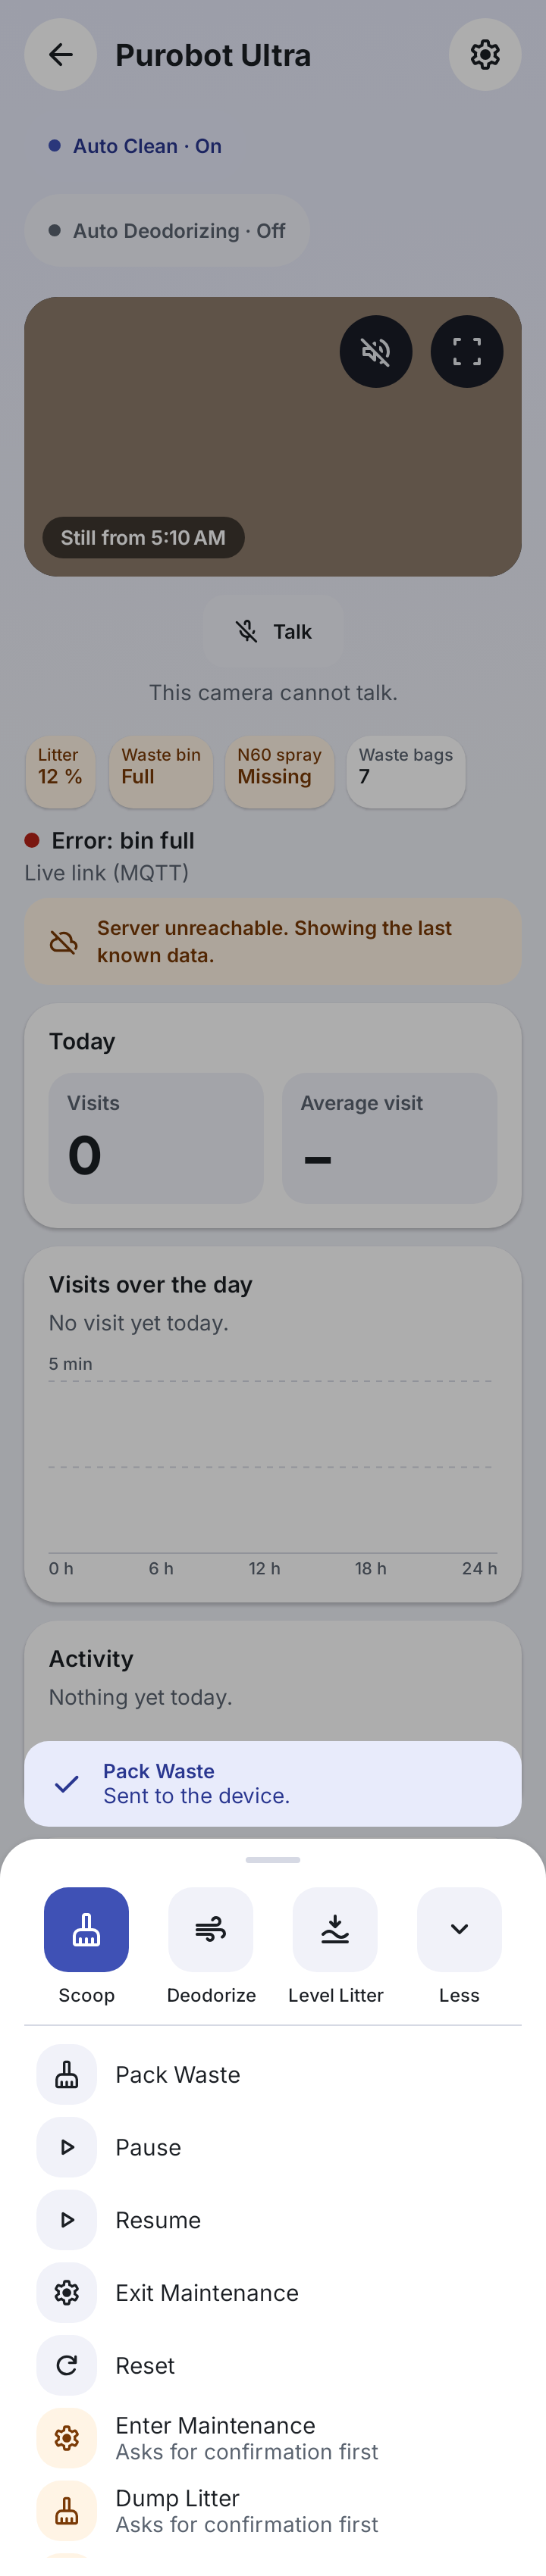 Purobot Ultra
Auto Clean · On
Auto Deodorizing · Off
Still from 5:10 AM
Talk
This camera cannot talk.
Litter
12 %
Waste bin
Full
N60 spray
Missing
Waste bags
7
Error: bin full
Live link (MQTT)
Server unreachable. Showing the last
known data.
Today
Visits
0
Average visit
–
Visits over the day
No visit yet today.
5 min
0 h 6 h 12 h 18 h 24 h
Activity
Nothing yet today.
Pack Waste
Sent to the device.
Scoop Deodorize Level Litter Less
Pack Waste
Pause
Resume
Exit Maintenance
Reset
Enter Maintenance
Asks for confirmation first
Dump Litter
Asks for confirmation first